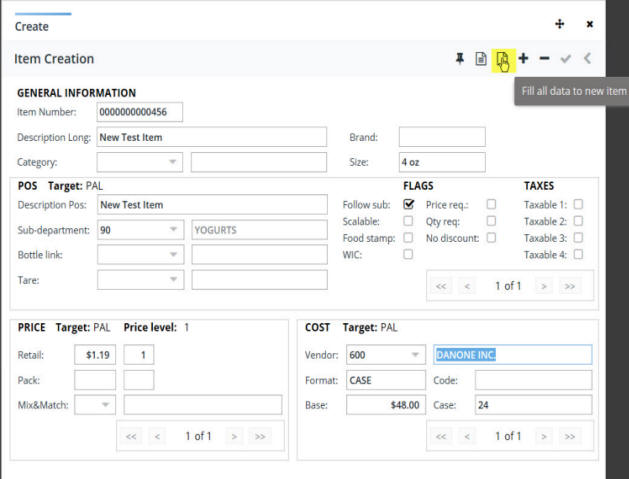 Create
Item Creation
Fill all data to new item
GENERAL INFORMATION
Item Number: 0000000000456
Description Long: New Test Item Brand:
Category: Size: 4 oz
POS Target: PAL FLAGS TAXES
Description Pos: New Test Item Follow sub: Price req.: Taxable 1:
Sub-department: 90 YOGURTS Scalable: Qty req: Taxable 2:
Food stamp: No discount: Taxable 3:
Bottle link: WIC: Taxable 4:
Tare: << < 1 of 1 > >>
PRICE Target: PAL Price level: 1 COST Target: PAL
Retail: $1.19 1 Vendor: 600 DANONE INC.
Pack: Format: CASE Code:
Mix&Match: Base: $48.00 Case: 24
<< < 1 of 1 > >> << < 1 of 1 > >>